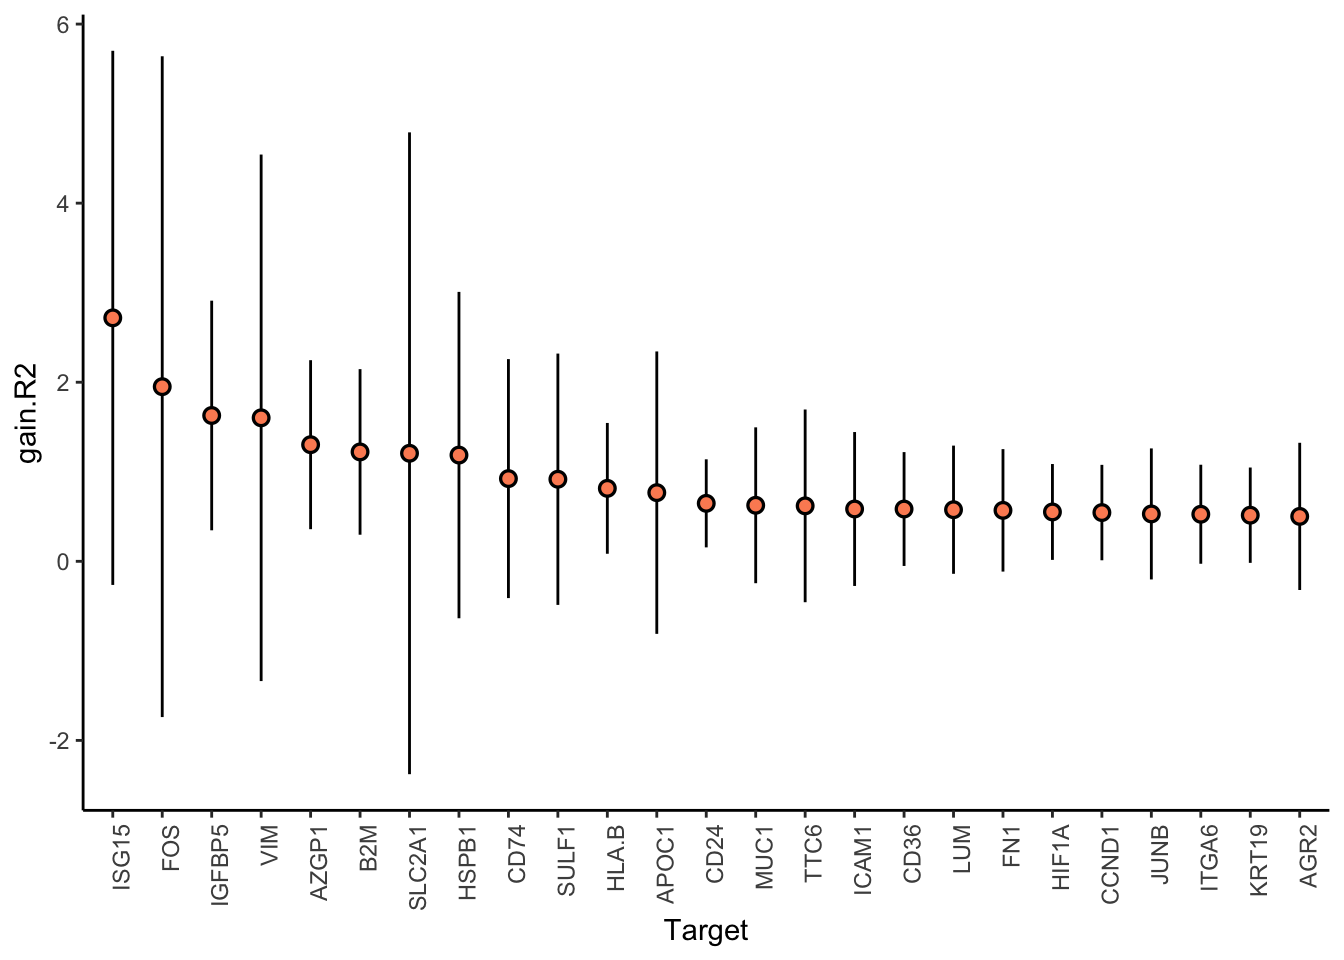 6
4
2
0
-2
gain.R2
ISG15
FOS
IGFBP5
VIM
AZGP1
B2M
SLC2A1
HSPB1
CD74
SULF1
HLA.B
APOC1
CD24
MUC1
TTC6
ICAM1
CD36
LUM
FN1
HIF1A
CCND1
JUNB
ITGA6
KRT19
AGR2
Target